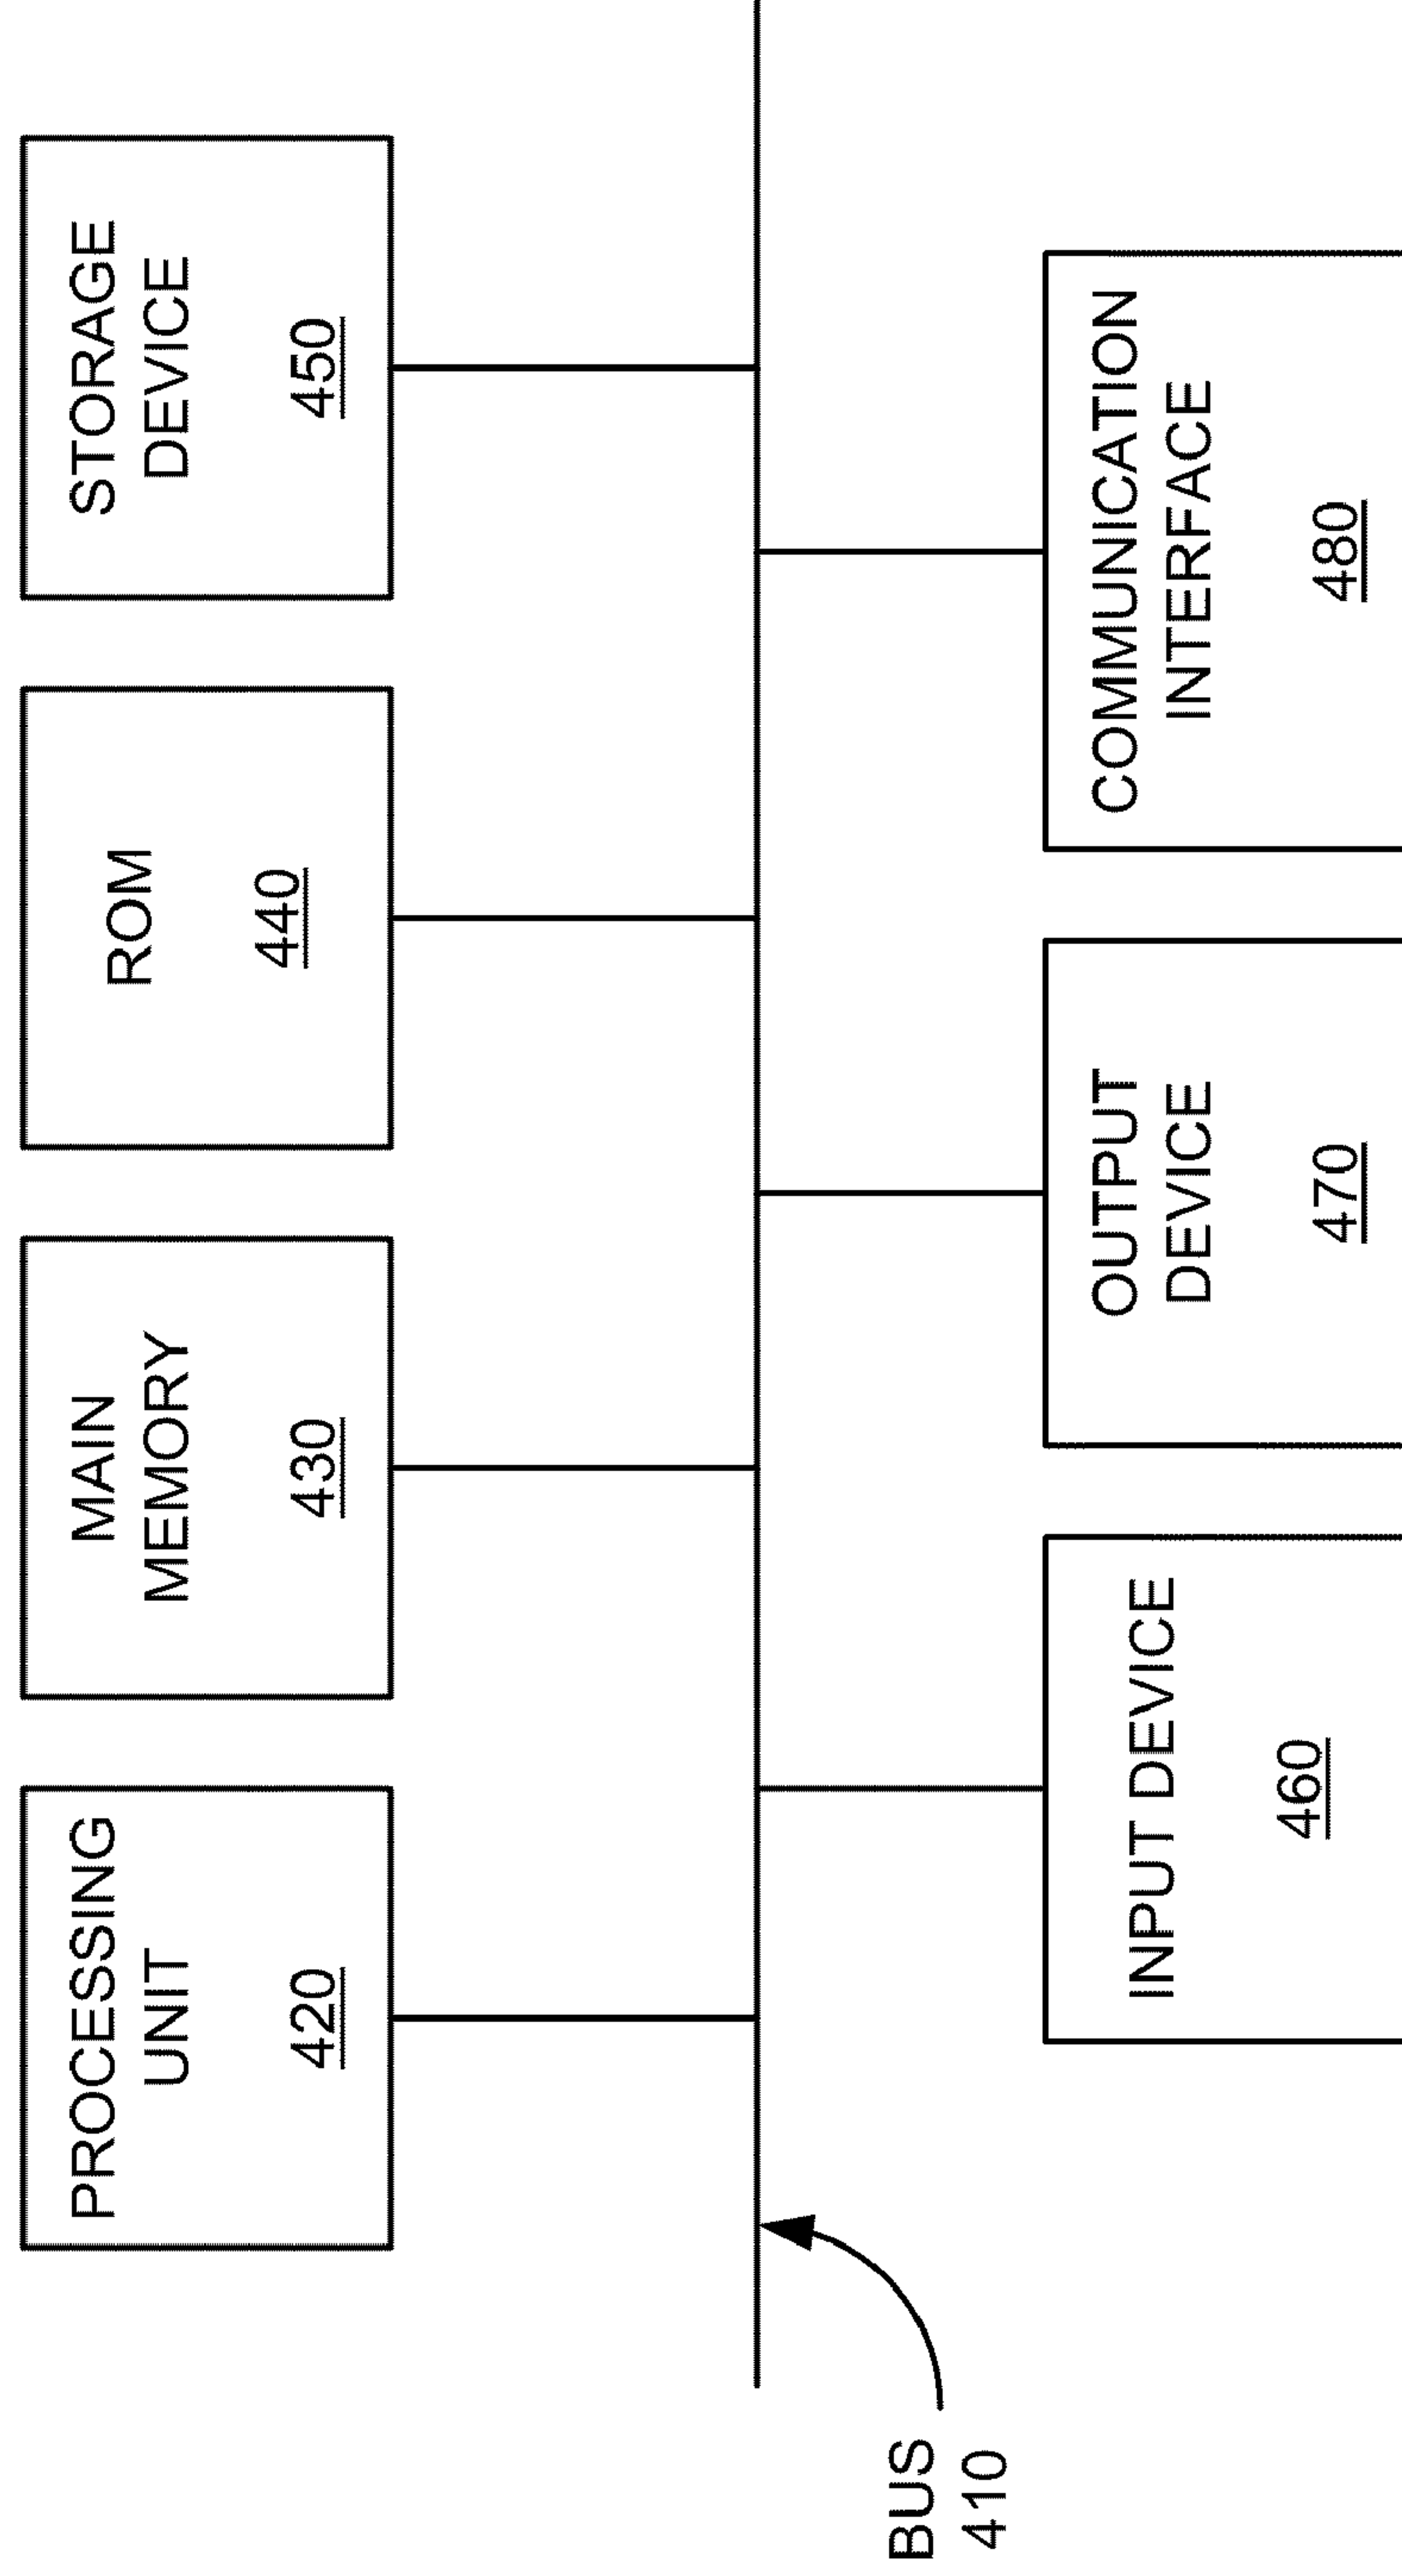 PROCESSING
UNIT
420
MAIN
MEMORY
430
ROM
440
STORAGE
DEVICE
450
BUS
410
INPUT DEVICE
460
OUTPUT
DEVICE
470
COMMUNICATION
INTERFACE
480